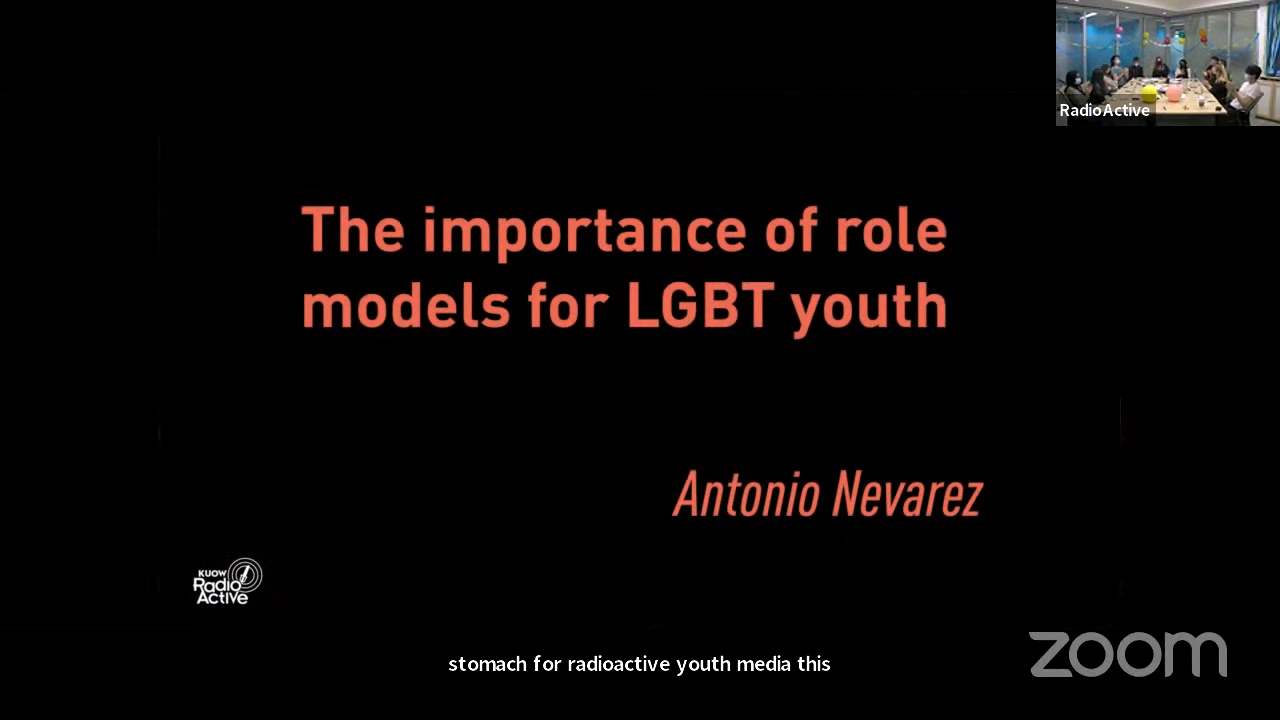 RadioActive
The importance of role
models for LGBT youth
Antonio Nevarez
KUOW
Radio
Active
stomach for radioactive youth media this
zoom